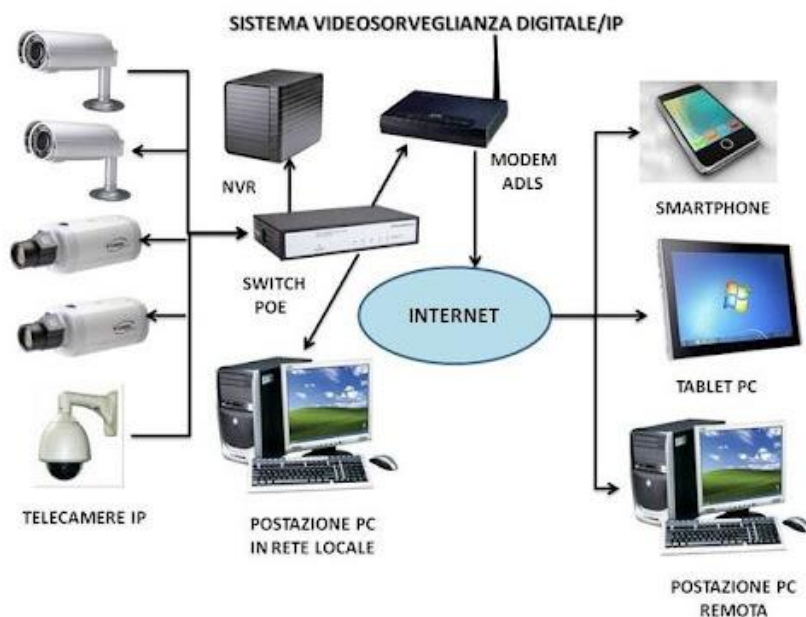 SISTEMA VIDEOSORVEGLIANZA DIGITALE/IP
NVR
MODEM
ADLS
SMARTPHONE
SWITCH
POE
INTERNET
TABLET PC
TELECAMERE IP
POSTAZIONE PC
IN RETE LOCALE
POSTAZIONE PC
REMOTA